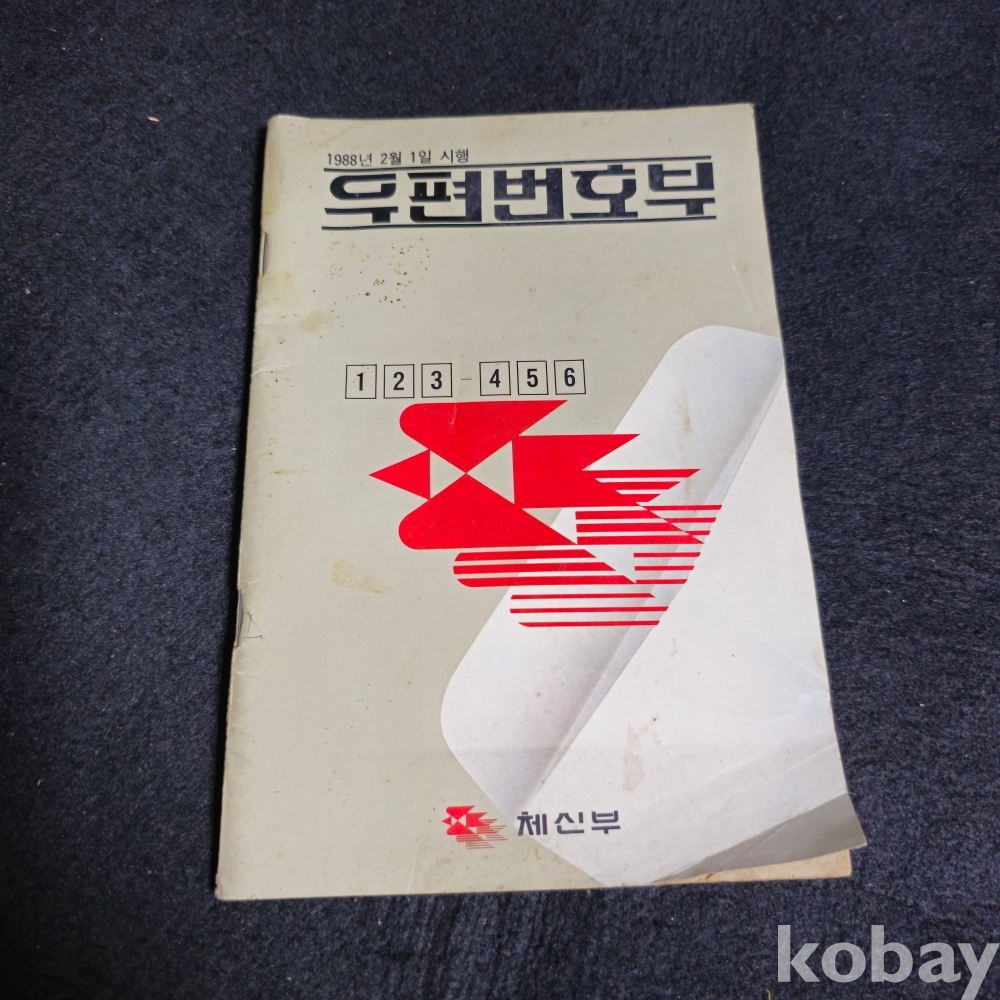 1988년 2월 1일 시행
우편번호부
123-456
체신부
kobay